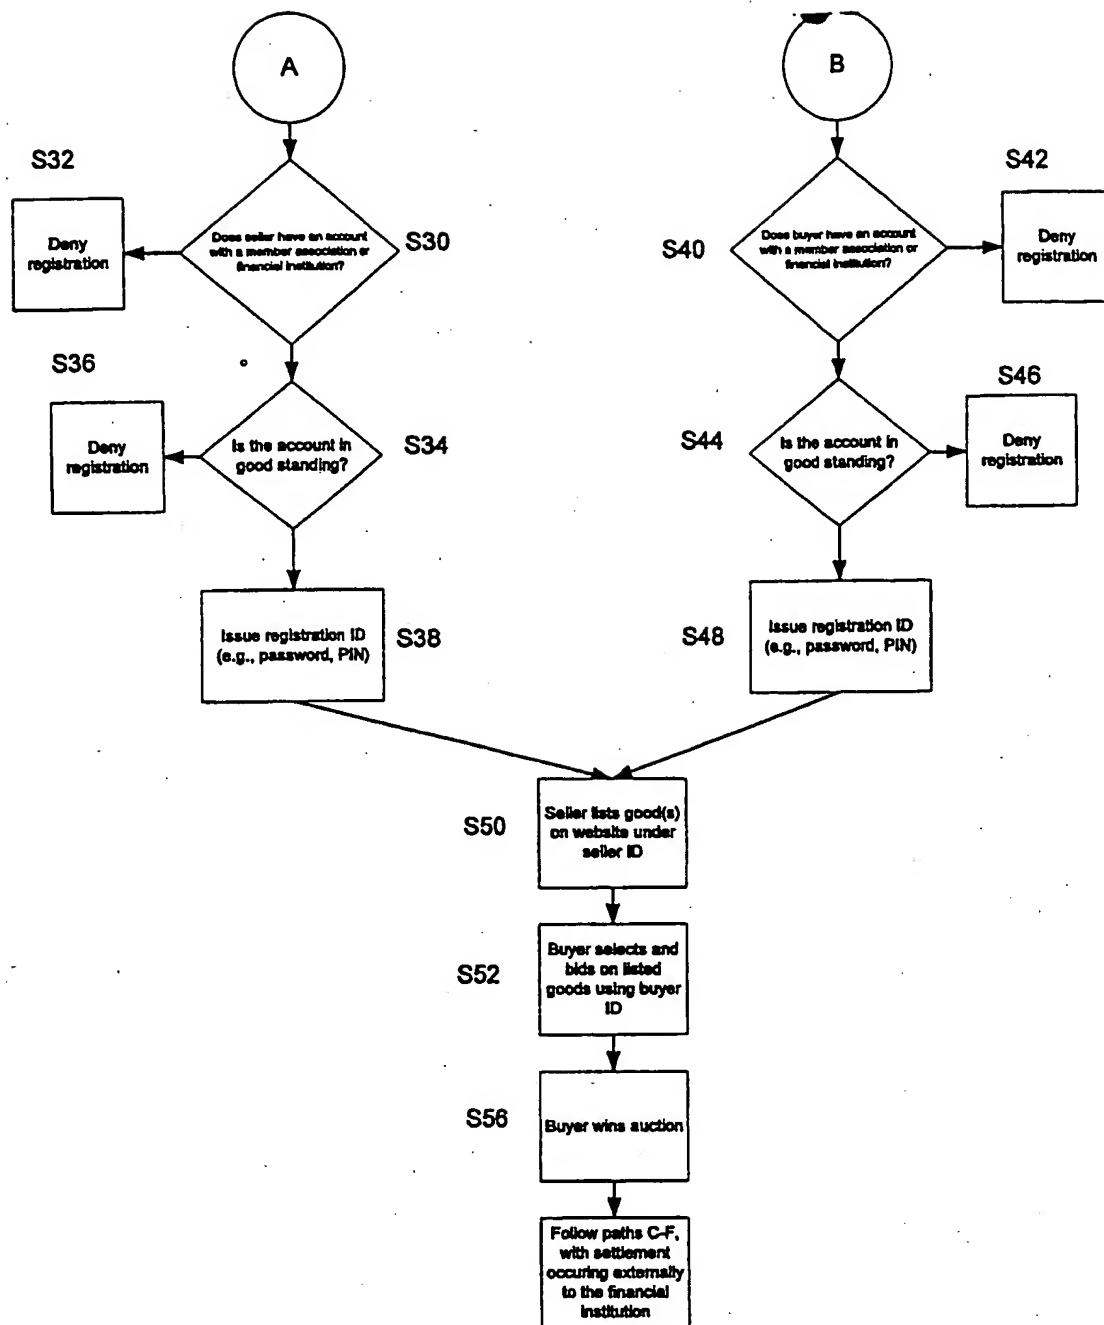 A
S32
Deny
registration
Does seller have an account
with a member association or
financial institution?
S30
S36
Deny
registration
Is the account in
good standing?
S34
Issue registration ID
(e.g., password, PIN)
S38
B
S42
Deny
registration
Does buyer have an account
with a member association or
financial institution?
S40
S46
Deny
registration
Is the account in
good standing?
S44
Issue registration ID
(e.g., password, PIN)
S48
S50
Seller lists good(s)
on website under
seller ID
S52
Buyer selects and
bids on listed
goods using buyer
ID
S56
Buyer wins auction
Follow paths C-F,
with settlement
occuring externally
to the financial
institution